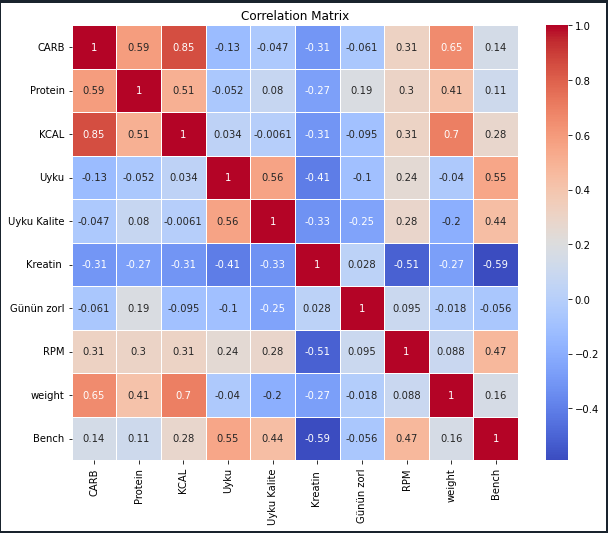 Correlation Matrix
CARB 1 0.59 0.85 -0.13 -0.047 -0.31 -0.061 0.31 0.65 0.14
Protein 0.59 1 0.51 -0.052 0.08 -0.27 0.19 0.3 0.41 0.11
KCAL 0.85 0.51 1 0.034 -0.0061 -0.31 -0.095 0.31 0.7 0.28
Uyku -0.13 -0.052 0.034 1 0.56 -0.41 -0.1 0.24 -0.04 0.55
Uyku Kalite -0.047 0.08 -0.0061 0.56 1 -0.33 -0.25 0.28 -0.2 0.44
Kreatin -0.31 -0.27 -0.31 -0.41 -0.33 1 0.028 -0.51 -0.27 -0.59
Günün zorl -0.061 0.19 -0.095 -0.1 -0.25 0.028 1 0.095 -0.018 -0.056
RPM 0.31 0.3 0.31 0.24 0.28 -0.51 0.095 1 0.088 0.47
weight 0.65 0.41 0.7 -0.04 -0.2 -0.27 -0.018 0.088 1 0.16
Bench 0.14 0.11 0.28 0.55 0.44 -0.59 -0.056 0.47 0.16 1
CARB Protein KCAL Uyku Uyku Kalite Kreatin Günün zorl RPM weight Bench
1.0
0.8
0.6
0.4
0.2
0.0
−0.2
−0.4